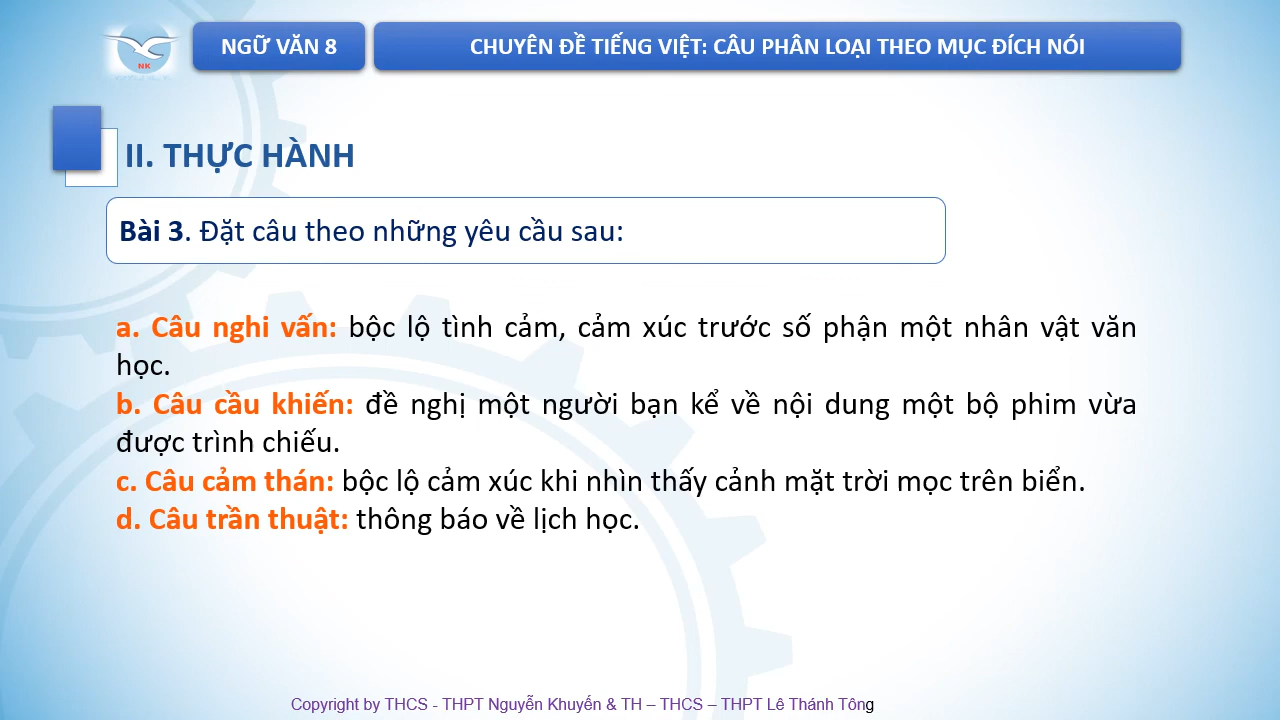 NK
NGỮ VĂN 8
CHUYÊN ĐỀ TIẾNG VIỆT: CÂU PHÂN LOẠI THEO MỤC ĐÍCH NÓI
II. THỰC HÀNH
Bài 3. Đặt câu theo những yêu cầu sau:
a. Câu nghi vấn: bộc lộ tình cảm, cảm xúc trước số phận một nhân vật văn
học.
b. Câu cầu khiến: đề nghị một người bạn kể về nội dung một bộ phim vừa
được trình chiếu.
c. Câu cảm thán: bộc lộ cảm xúc khi nhìn thấy cảnh mặt trời mọc trên biển.
d. Câu trần thuật: thông báo về lịch học.
Copyright by THCS - THPT Nguyễn Khuyến & TH – THCS – THPT Lê Thánh Tông